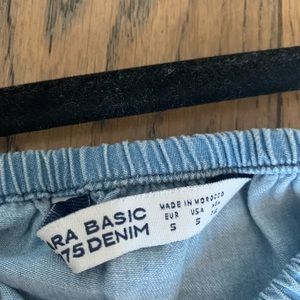 ARA BASIC
75 DENIM
MADE IN MOROCCO
EUR USA
S S